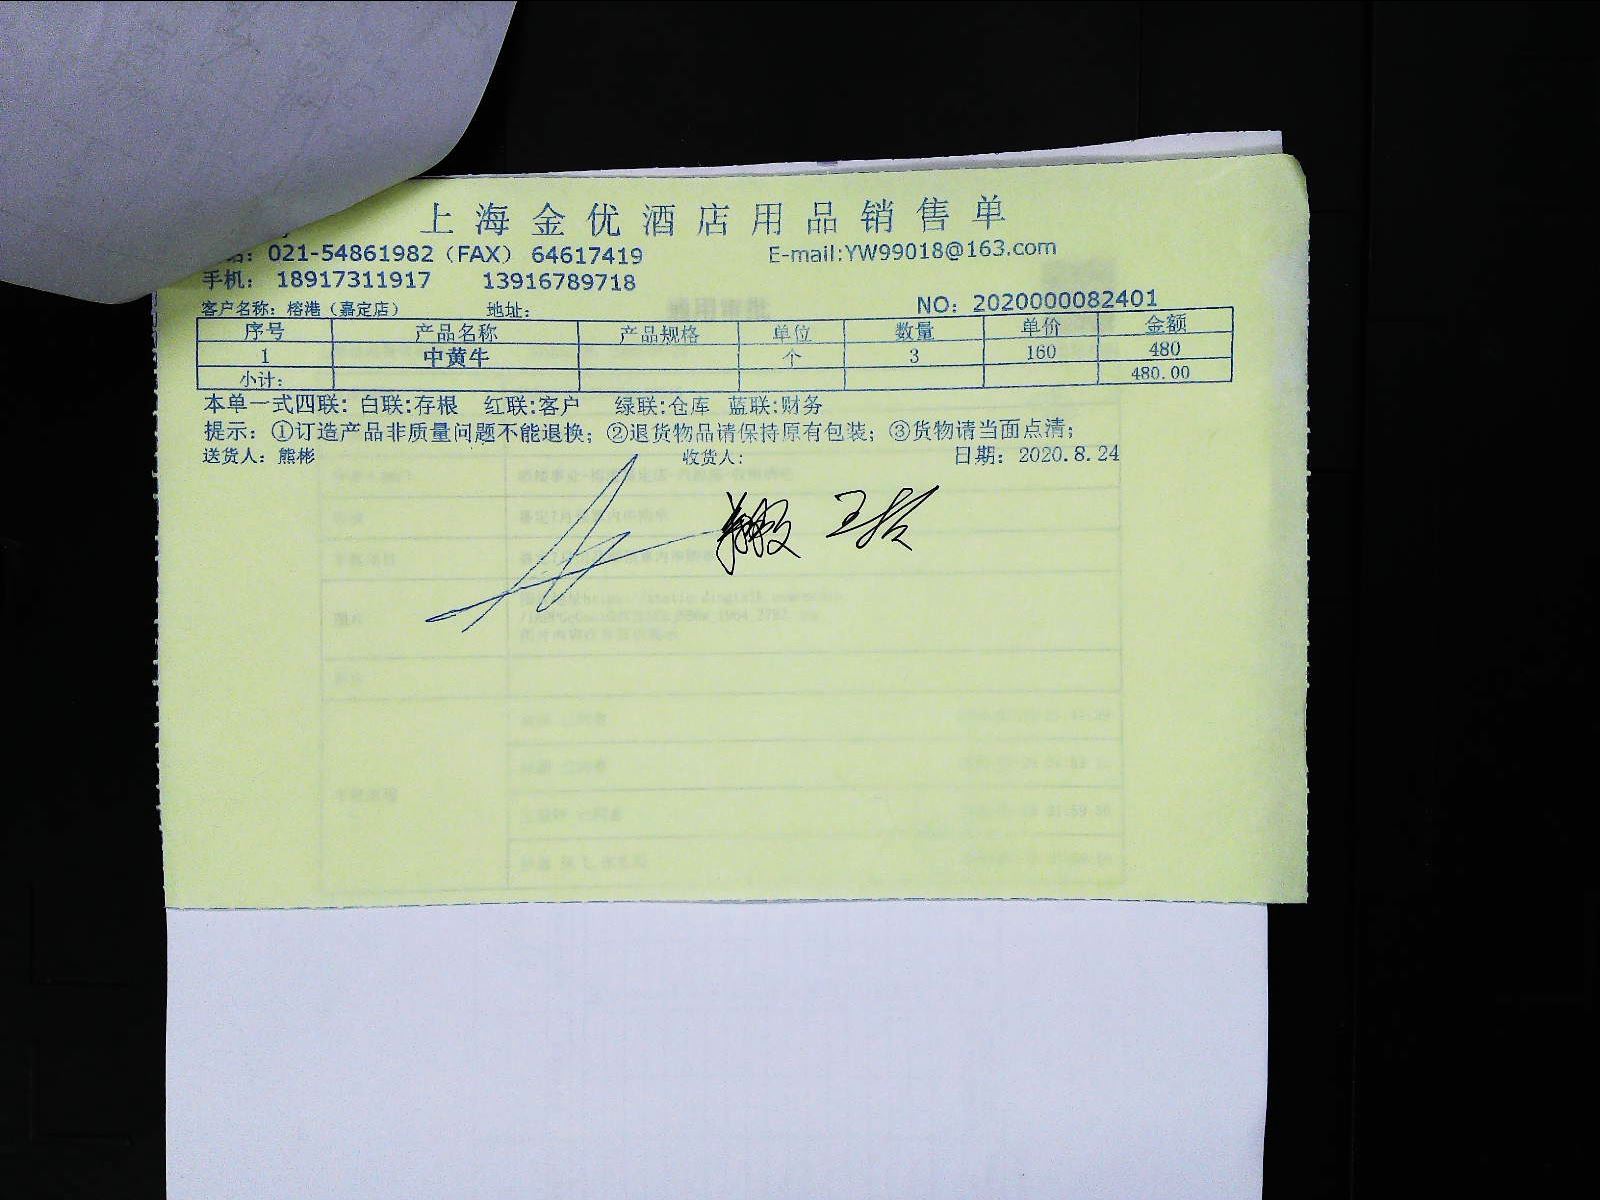 上海金优酒店用品销售单
021-54861982（FAX） 64617419 E-mail:YW99018@163.com
手机： 18917311917 13916789718
客户名称：榕港（嘉定店） 地址： NO：2020000082401
序号 产品名称 产品规格 单位 数量 单价 金额
1 中黄牛 个 3 160 480
小计： 480.00
本单一式四联：白联:存根 红联:客户 绿联:仓库 蓝联:财务
提示：①订造产品非质量问题不能退换；②退货物品请保持原有包装；③货物请当面点清；
送货人：熊彬 收货人： 日期：2020.8.24